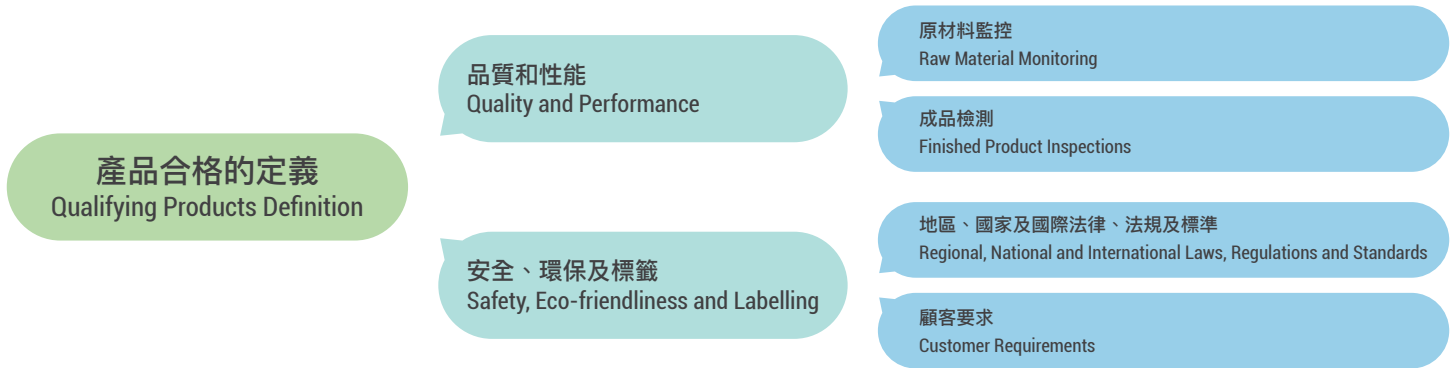 產品合格的定義
Qualifying Products Definition
品質和性能
Quality and Performance
原材料監控
Raw Material Monitoring
成品檢測
Finished Product Inspections
安全、環保及標籤
Safety, Eco-friendliness and Labelling
地區、國家及國際法律、法規及標準
Regional, National and International Laws, Regulations and Standards
顧客要求
Customer Requirements